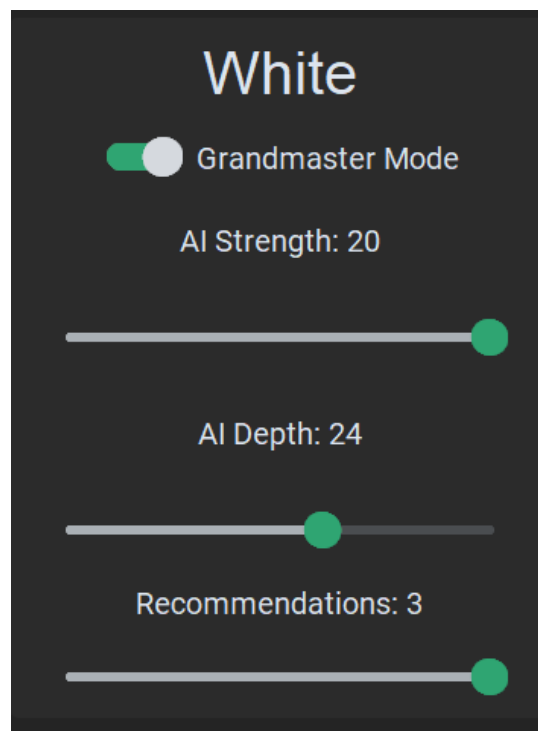 White
Grandmaster Mode
AI Strength: 20
AI Depth: 24
Recommendations: 3